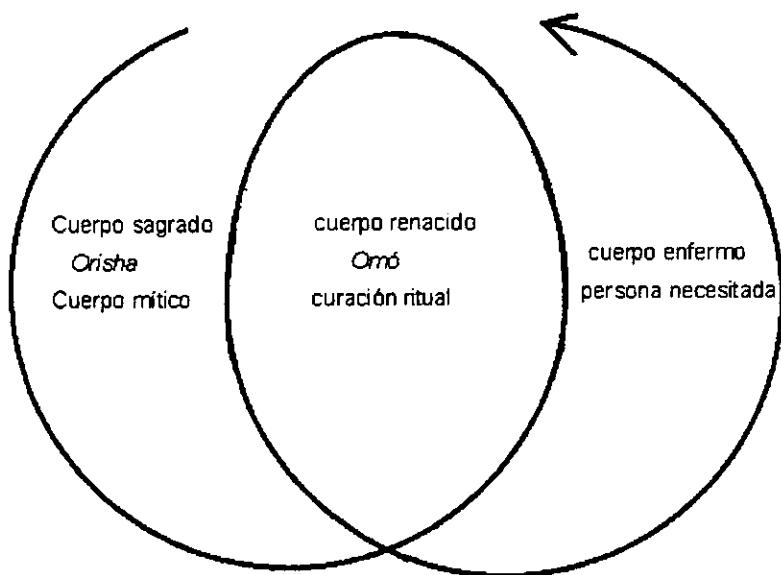 Cuerpo sagrado
Orisha
Cuerpo mítico
cuerpo renacido
Omó
curación ritual
cuerpo enfermo
persona necesitada